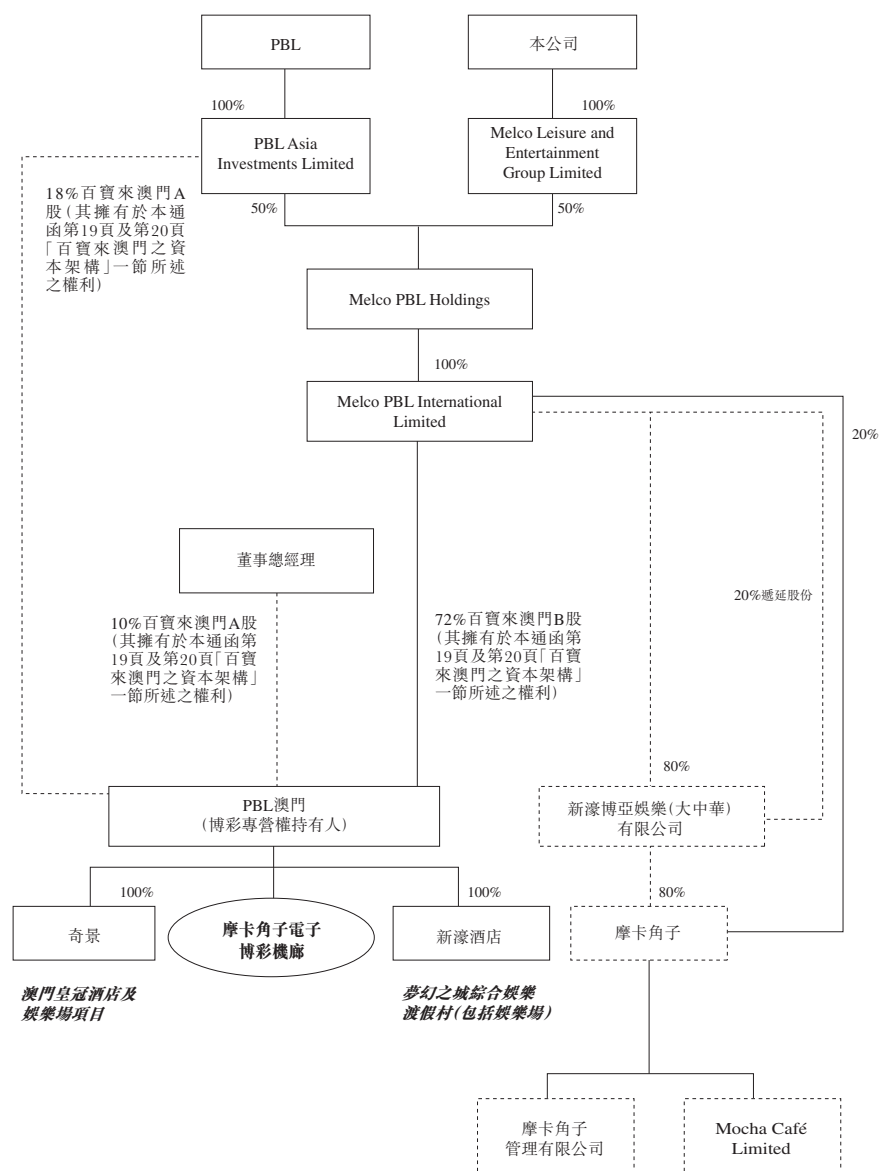 PBL
本公司
100%
100%
PBL Asia
Investments Limited
Melco Leisure and
Entertainment
Group Limited
18%百寶來澳門A
股(其擁有於本通
函第19頁及第20頁
「百寶來澳門之資
本架構」一節所述
之權利)
50%
50%
Melco PBL Holdings
100%
Melco PBL International
Limited
20%
董事總經理
20%遞延股份
10%百寶來澳門A股
(其擁有於本通函第
19頁及第20頁「百寶
來澳門之資本架構」
一節所述之權利)
72%百寶來澳門B股
(其擁有於本通函第
19頁及第20頁「百寶
來澳門之資本架構」
一節所述之權利)
80%
PBL澳門
(博彩專營權持有人)
新濠博亞娛樂(大中華)
有限公司
100%
100%
80%
奇景
摩卡角子電子
博彩機廊
新濠酒店
摩卡角子
澳門皇冠酒店及
娛樂場項目
夢幻之城綜合娛樂
渡假村(包括娛樂場)
摩卡角子
管理有限公司
Mocha Café
Limited